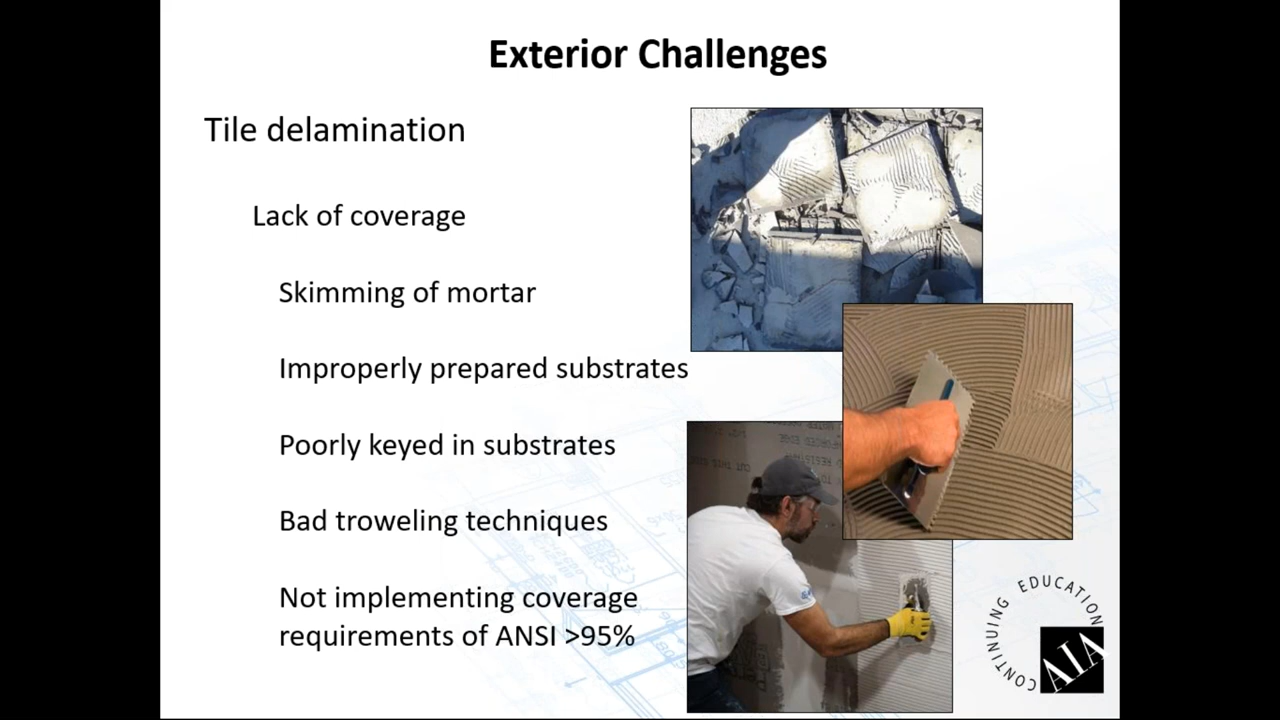 Exterior Challenges
Tile delamination
Lack of coverage
Skimming of mortar
Improperly prepared substrates
Poorly keyed in substrates
Bad troweling techniques
Not implementing coverage
requirements of ANSI >95%
CONTINUING EDUCATION
AIA